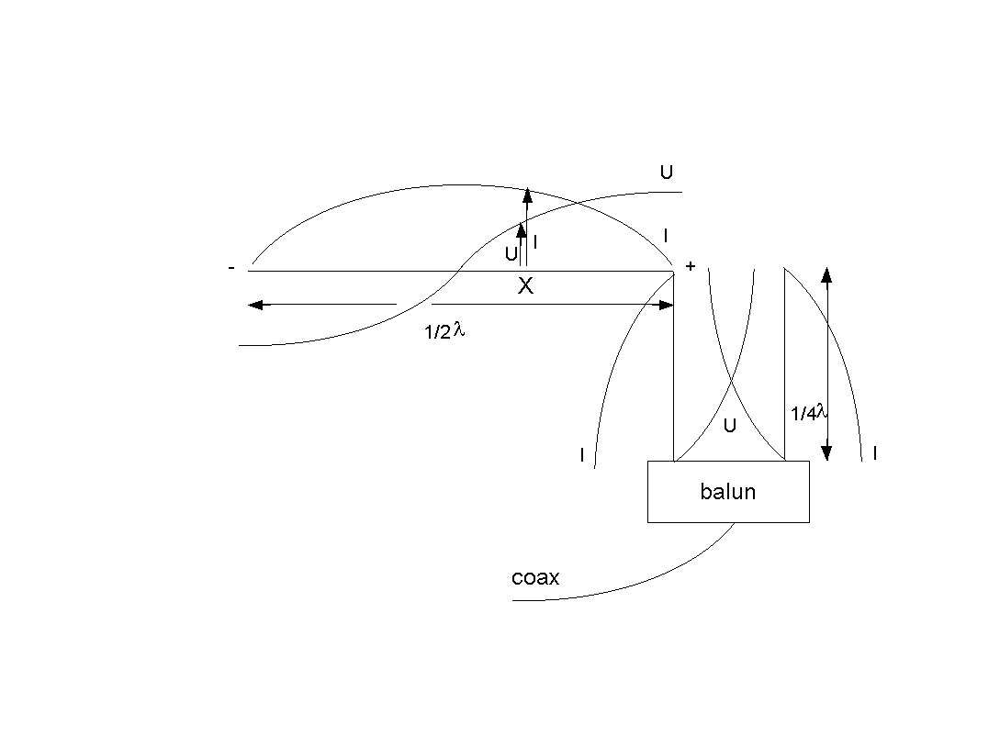 U
I
U I
- +
X
1/2λ
1/4λ
U
I I
balun
coax